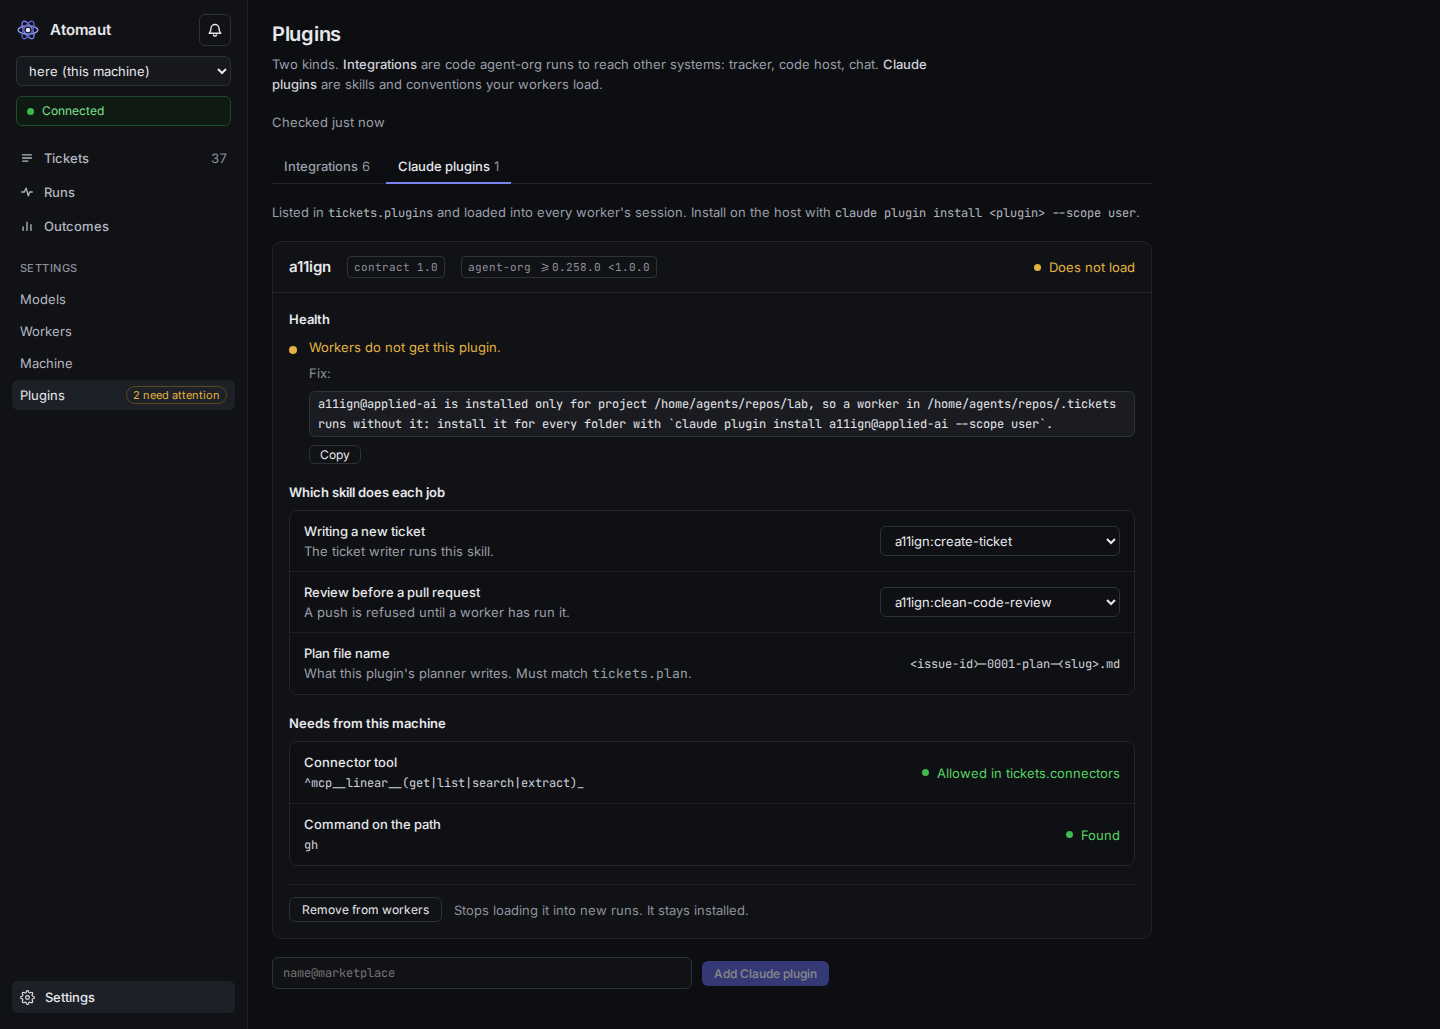 Atomaut
here (this machine)
Connected
Tickets 37
Runs
Outcomes
SETTINGS
Models
Workers
Machine
Plugins 2 need attention
Settings
Plugins
Two kinds. Integrations are code agent-org runs to reach other systems: tracker, code host, chat. Claude
plugins are skills and conventions your workers load.
Checked just now
Integrations 6 Claude plugins 1
Listed in tickets.plugins and loaded into every worker's session. Install on the host with claude plugin install <plugin> --scope user.
a11ign contract 1.0 agent-org >=0.258.0 <1.0.0 Does not load
Health
Workers do not get this plugin.
Fix:
a11ign@applied-ai is installed only for project /home/agents/repos/lab, so a worker in /home/agents/repos/.tickets
runs without it: install it for every folder with `claude plugin install a11ign@applied-ai --scope user`.
Copy
Which skill does each job
Writing a new ticket
The ticket writer runs this skill.
a11ign:create-ticket
Review before a pull request
A push is refused until a worker has run it.
a11ign:clean-code-review
Plan file name
What this plugin's planner writes. Must match tickets.plan.
<issue-id>-0001-plan-<slug>.md
Needs from this machine
Connector tool
^mcp__linear__(get|list|search|extract)_
Allowed in tickets.connectors
Command on the path
gh
Found
Remove from workers Stops loading it into new runs. It stays installed.
name@marketplace Add Claude plugin